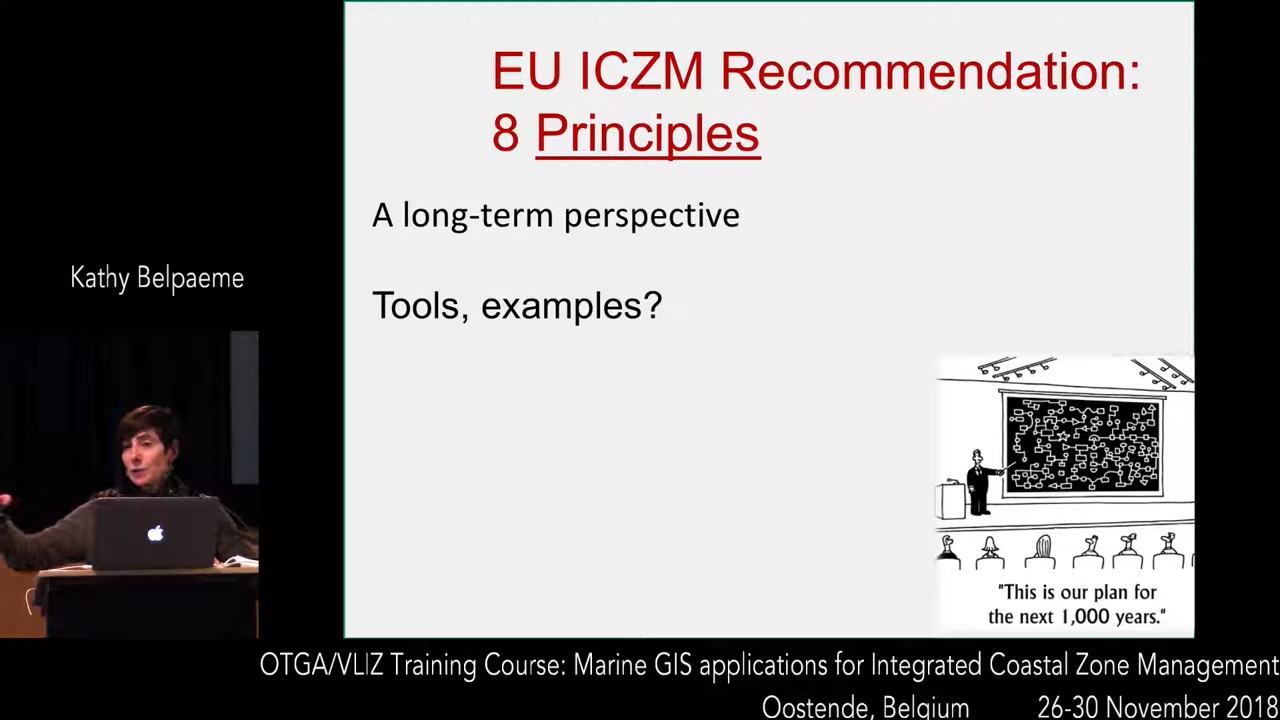 EU ICZM Recommendation:
8 Principles
A long-term perspective
Tools, examples?
Kathy Belpaeme
"This is our plan for
the next 1,000 years."
OTGA/VLIZ Training Course: Marine GIS applications for Integrated Coastal Zone Management
Oostende, Belgium 26-30 November 2018